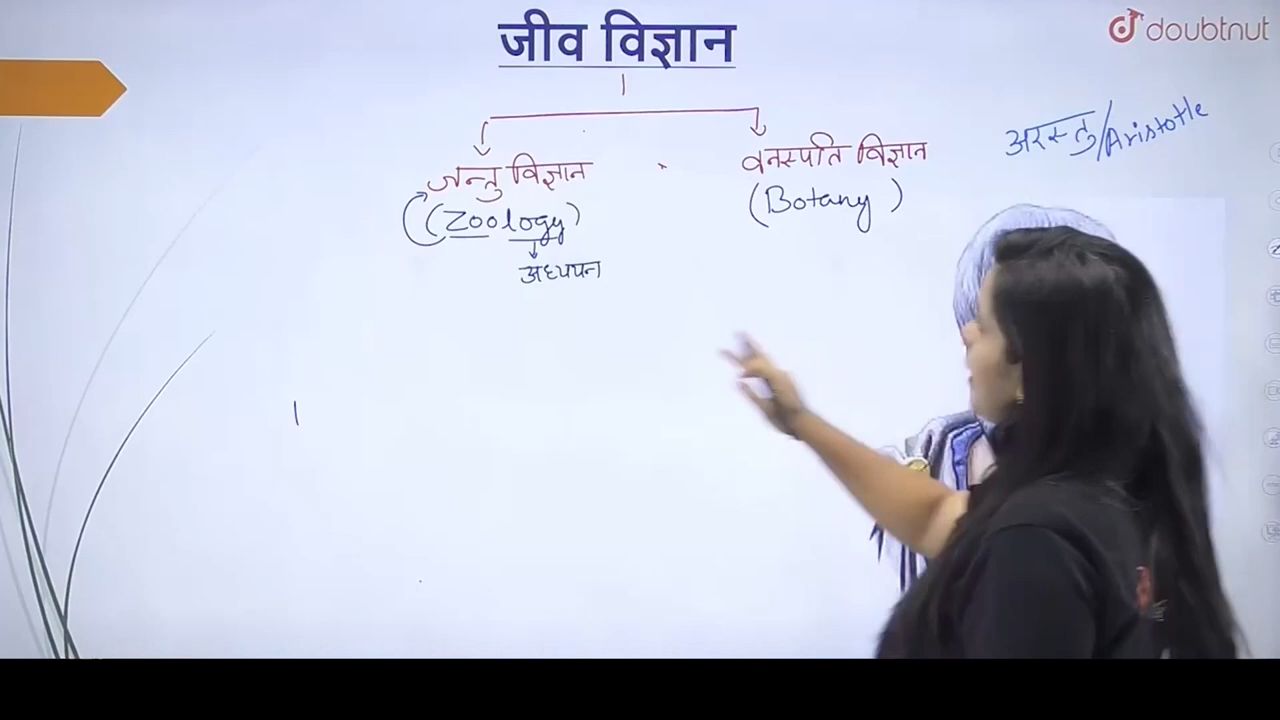 जीव विज्ञान
doubtnut
जन्तु विज्ञान
वनस्पति विज्ञान
अरस्तु/Aristotle
(Zoology)
(Botany)
अध्ययन